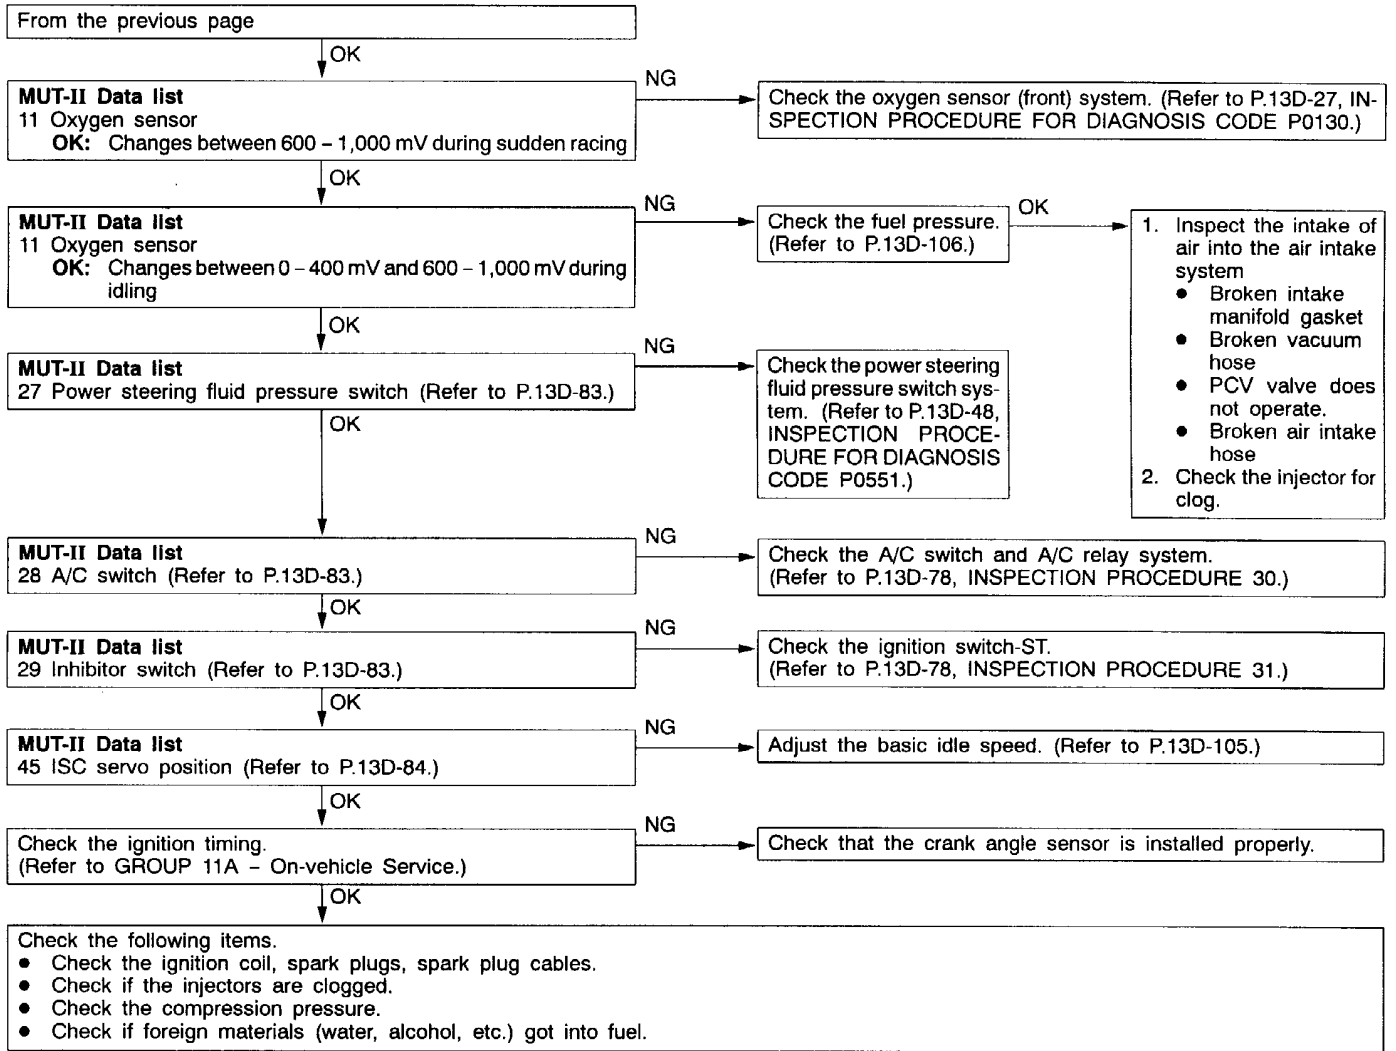 From the previous page
OK
MUT-II Data list
11 Oxygen sensor
OK: Changes between 600 – 1,000 mV during sudden racing
NG
Check the oxygen sensor (front) system. (Refer to P.13D-27, IN-
SPECTION PROCEDURE FOR DIAGNOSIS CODE P0130.)
OK
MUT-II Data list
11 Oxygen sensor
OK: Changes between 0 – 400 mV and 600 – 1,000 mV during
idling
NG
Check the fuel pressure.
(Refer to P.13D-106.)
OK
1. Inspect the intake of
air into the air intake
system
● Broken intake
manifold gasket
● Broken vacuum
hose
● PCV valve does
not operate.
● Broken air intake
hose
2. Check the injector for
clog.
OK
MUT-II Data list
27 Power steering fluid pressure switch (Refer to P.13D-83.)
NG
Check the power steering
fluid pressure switch sys-
tem. (Refer to P.13D-48,
INSPECTION PROCE-
DURE FOR DIAGNOSIS
CODE P0551.)
OK
MUT-II Data list
28 A/C switch (Refer to P.13D-83.)
NG
Check the A/C switch and A/C relay system.
(Refer to P.13D-78, INSPECTION PROCEDURE 30.)
OK
MUT-II Data list
29 Inhibitor switch (Refer to P.13D-83.)
NG
Check the ignition switch-ST.
(Refer to P.13D-78, INSPECTION PROCEDURE 31.)
OK
MUT-II Data list
45 ISC servo position (Refer to P.13D-84.)
NG
Adjust the basic idle speed. (Refer to P.13D-105.)
OK
Check the ignition timing.
(Refer to GROUP 11A – On-vehicle Service.)
NG
Check that the crank angle sensor is installed properly.
OK
Check the following items.
● Check the ignition coil, spark plugs, spark plug cables.
● Check if the injectors are clogged.
● Check the compression pressure.
● Check if foreign materials (water, alcohol, etc.) got into fuel.